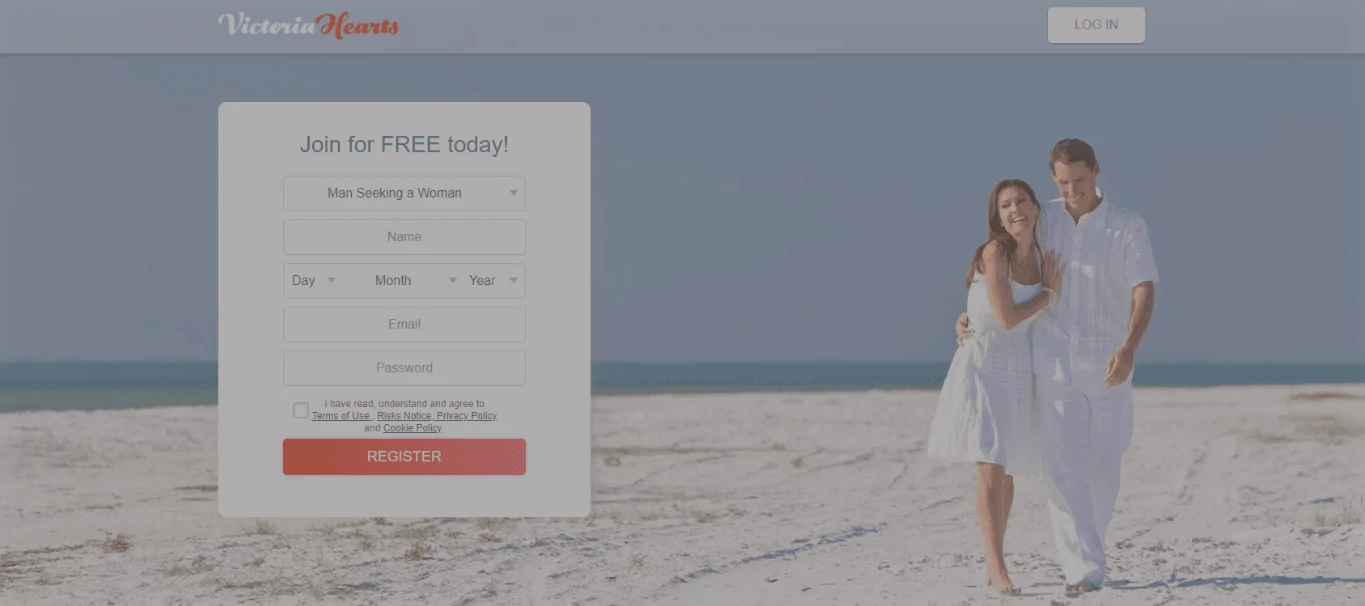 VictoriaHearts
LOG IN
Join for FREE today!
Man Seeking a Woman
Name
Day Month Year
Email
Password
I have read, understand and agree to
Terms of Use , Risks Notice, Privacy Policy
and Cookie Policy
REGISTER